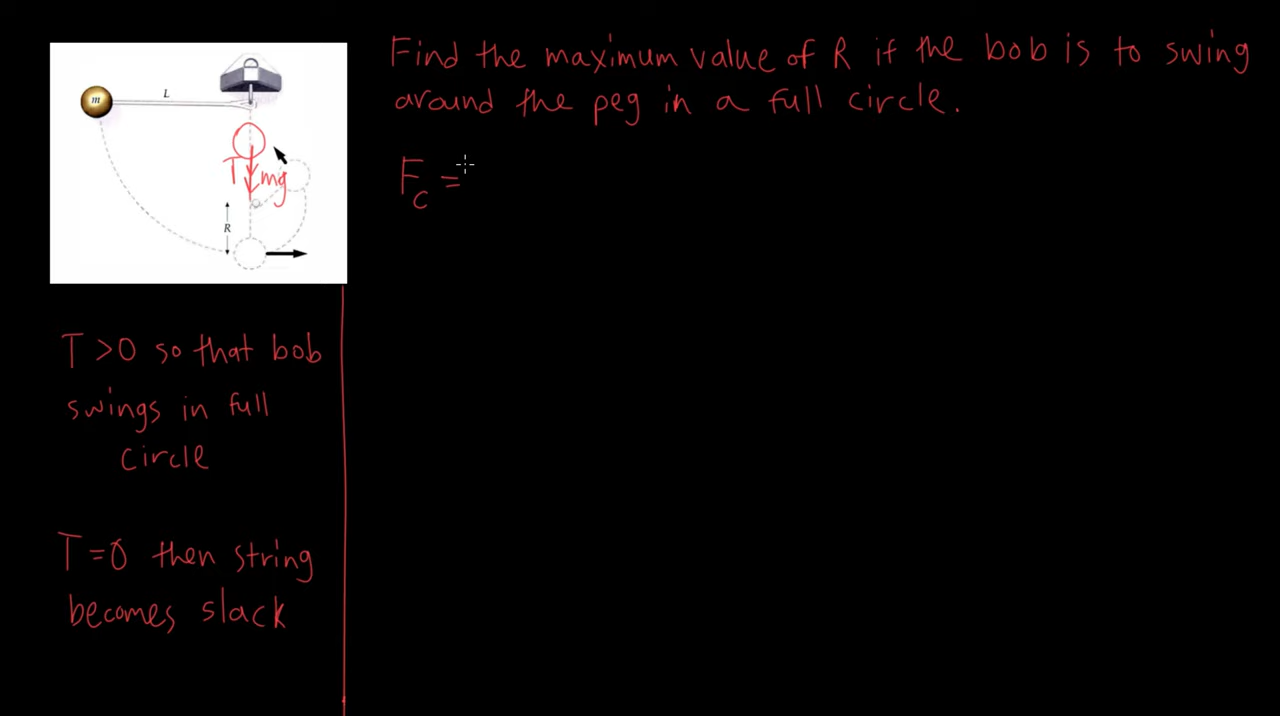 Find the maximum value of R if the bob is to swing
around the peg in a full circle.
m
L
T
mg
R
F_c =
T > 0 so that bob
swings in full
circle
T = 0 then string
becomes slack